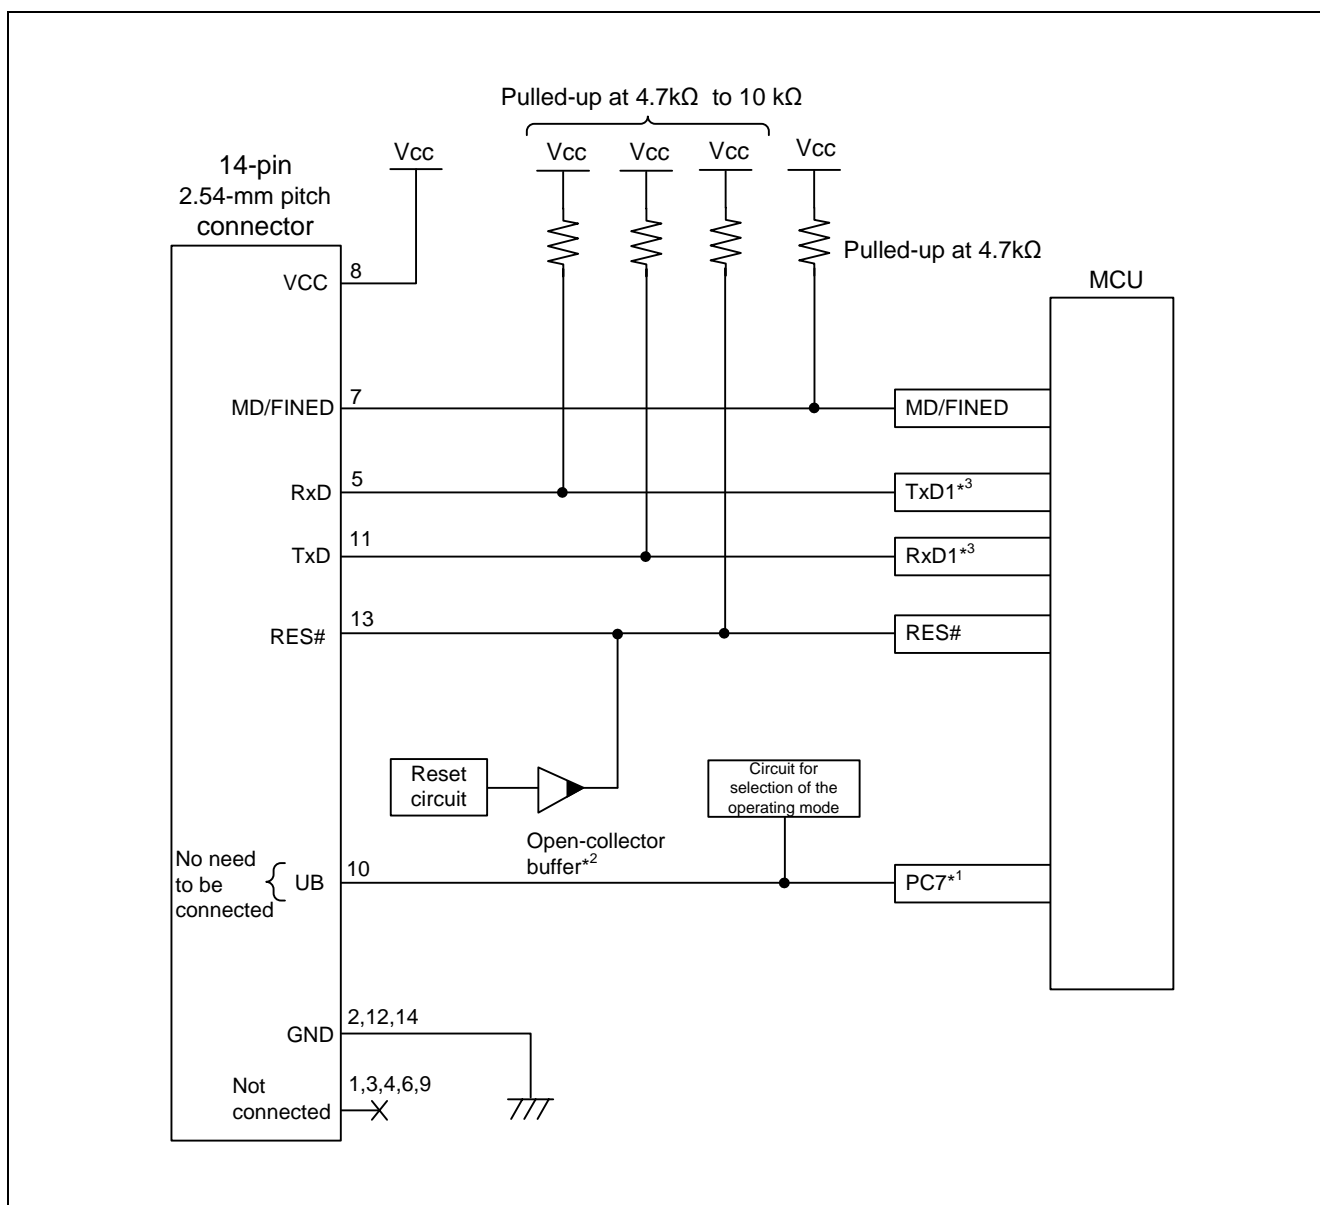 Pulled-up at 4.7kΩ to 10 kΩ
Vcc
Vcc
Vcc
Vcc
Vcc
14-pin
2.54-mm pitch
connector
Pulled-up at 4.7kΩ
MCU
VCC
8
MD/FINED
7
MD/FINED
RxD
5
TxD1*3
TxD
11
RxD1*3
RES#
13
RES#
Reset
circuit
Circuit for
selection of the
operating mode
Open-collector
buffer*2
No need
to be
connected
UB
10
PC7*1
GND
2,12,14
Not
connected
1,3,4,6,9